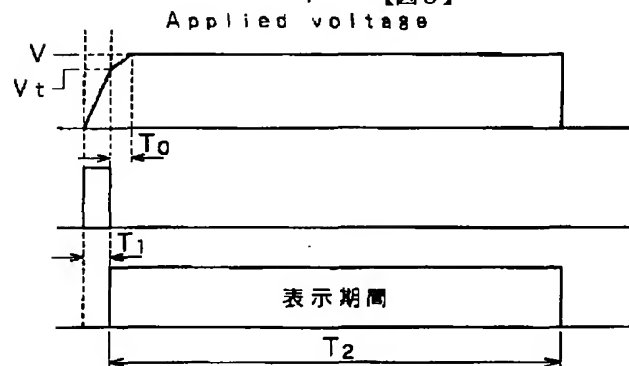 Applied voltage
V
Vt
T0
T1
表示期間
T2